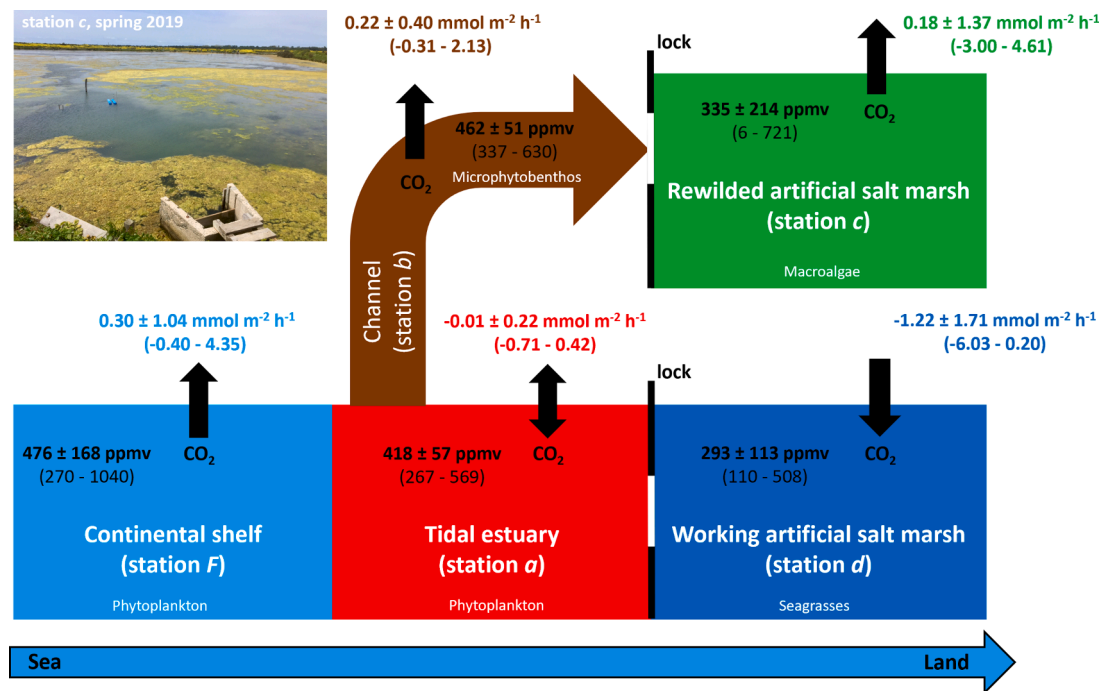 station c, spring 2019
0.22 ± 0.40 mmol m⁻² h⁻¹
(-0.31 - 2.13)
0.18 ± 1.37 mmol m⁻² h⁻¹
(-3.00 - 4.61)
lock
462 ± 51 ppmv
(337 - 630)
Microphytobenthos
CO₂
335 ± 214 ppmv
(6 - 721)
CO₂
Rewilded artificial salt marsh
(station c)
Macroalgae
Channel
(station b)
0.30 ± 1.04 mmol m⁻² h⁻¹
(-0.40 - 4.35)
-0.01 ± 0.22 mmol m⁻² h⁻¹
(-0.71 - 0.42)
-1.22 ± 1.71 mmol m⁻² h⁻¹
(-6.03 - 0.20)
lock
476 ± 168 ppmv
(270 - 1040)
CO₂
Continental shelf
(station F)
Phytoplankton
418 ± 57 ppmv
(267 - 569)
CO₂
Tidal estuary
(station a)
Phytoplankton
293 ± 113 ppmv
(110 - 508)
CO₂
Working artificial salt marsh
(station d)
Seagrasses
Sea
Land